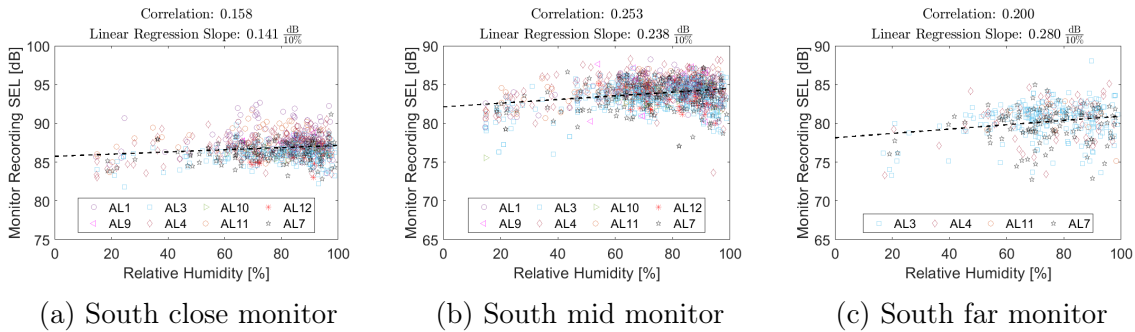 Correlation: 0.158
Linear Regression Slope: 0.141 dB/10%
100
95
90
85
80
75
Monitor Recording SEL [dB]
0 20 40 60 80 100
Relative Humidity [%]
AL1 AL3 AL10 AL12
AL9 AL4 AL11 AL7
(a) South close monitor
Correlation: 0.253
Linear Regression Slope: 0.238 dB/10%
90
85
80
75
70
65
Monitor Recording SEL [dB]
0 20 40 60 80 100
Relative Humidity [%]
AL1 AL3 AL10 AL12
AL9 AL4 AL11 AL7
(b) South mid monitor
Correlation: 0.200
Linear Regression Slope: 0.280 dB/10%
90
85
80
75
70
65
Monitor Recording SEL [dB]
0 20 40 60 80 100
Relative Humidity [%]
AL3 AL4 AL11 AL7
(c) South far monitor